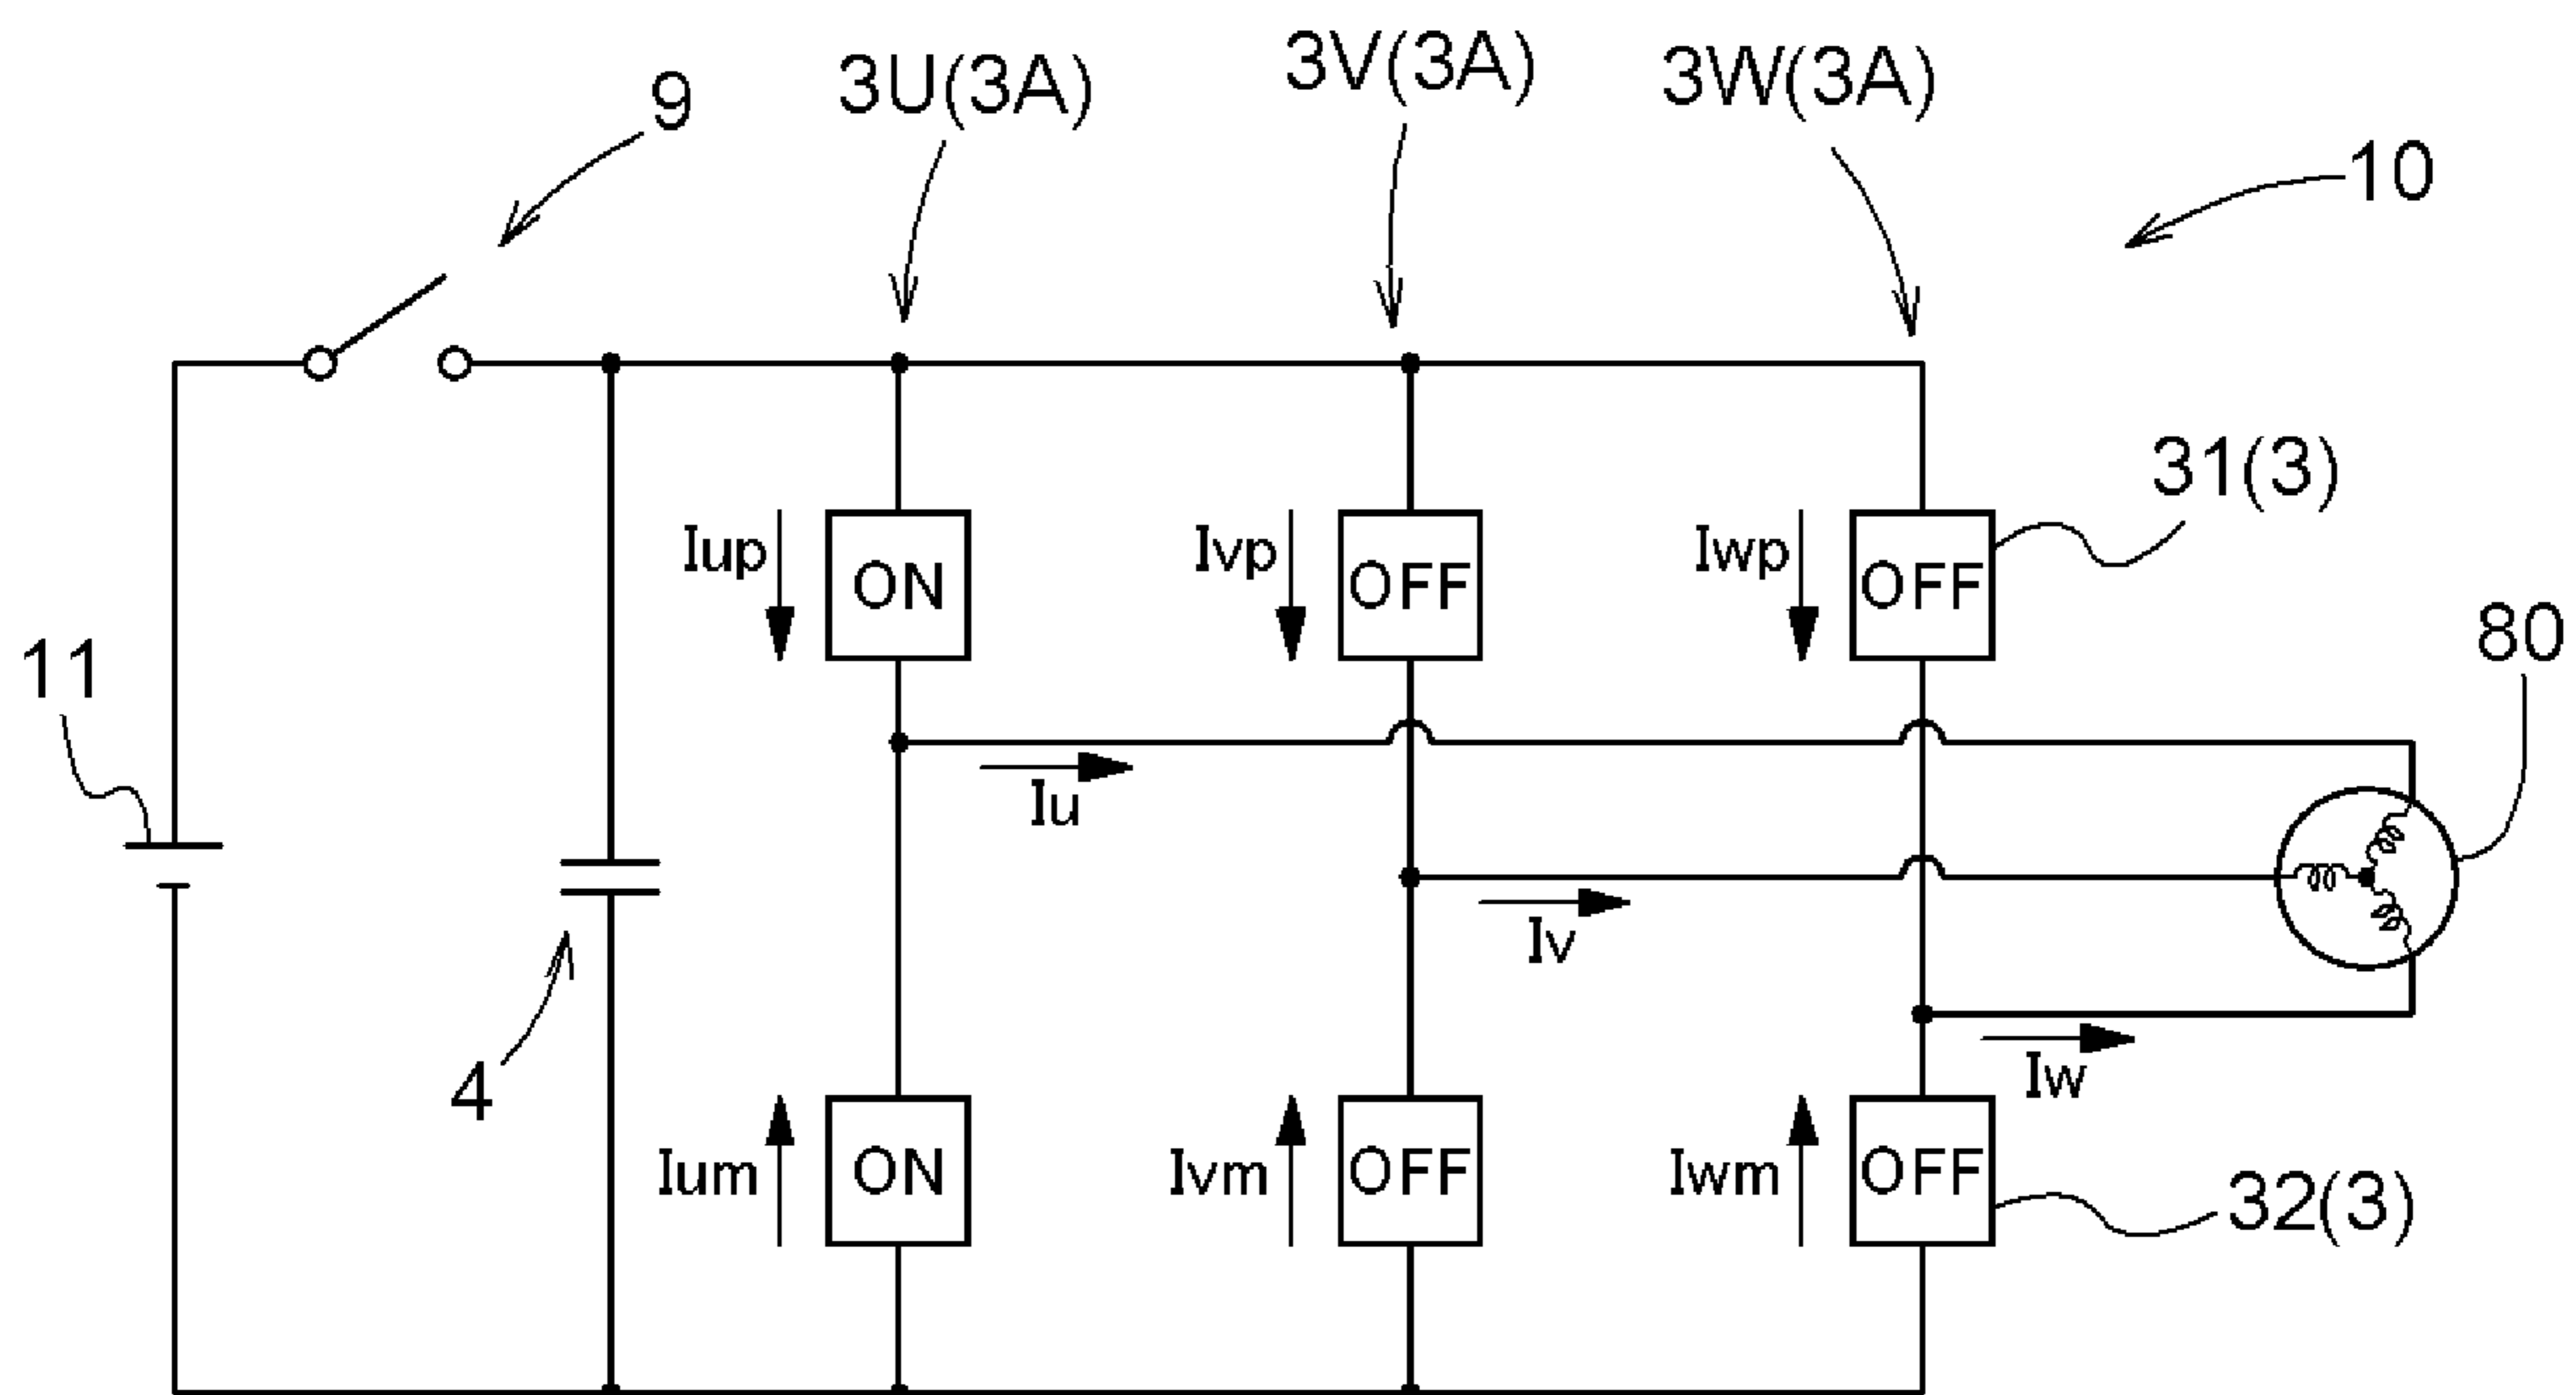 9
3U(3A)
3V(3A)
3W(3A)
10
31(3)
Iup
ON
Ivp
OFF
Iwp
OFF
80
11
Iu
Iv
Iw
4
Ium
ON
Ivm
OFF
Iwm
OFF
32(3)